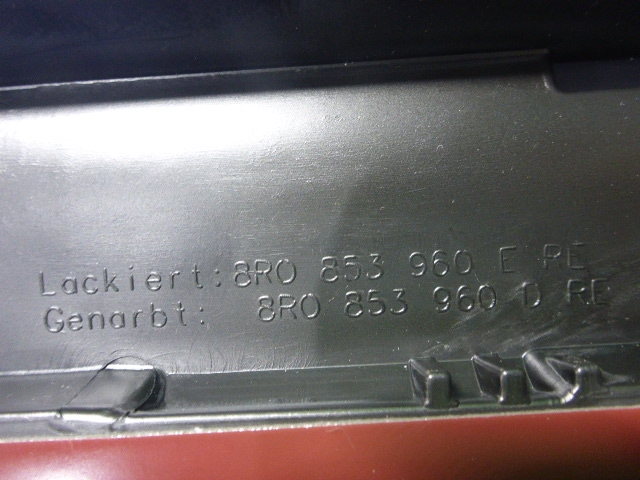 Lackiert: 8R0 853 960 E RE
Genarbt: 8R0 853 960 D RE